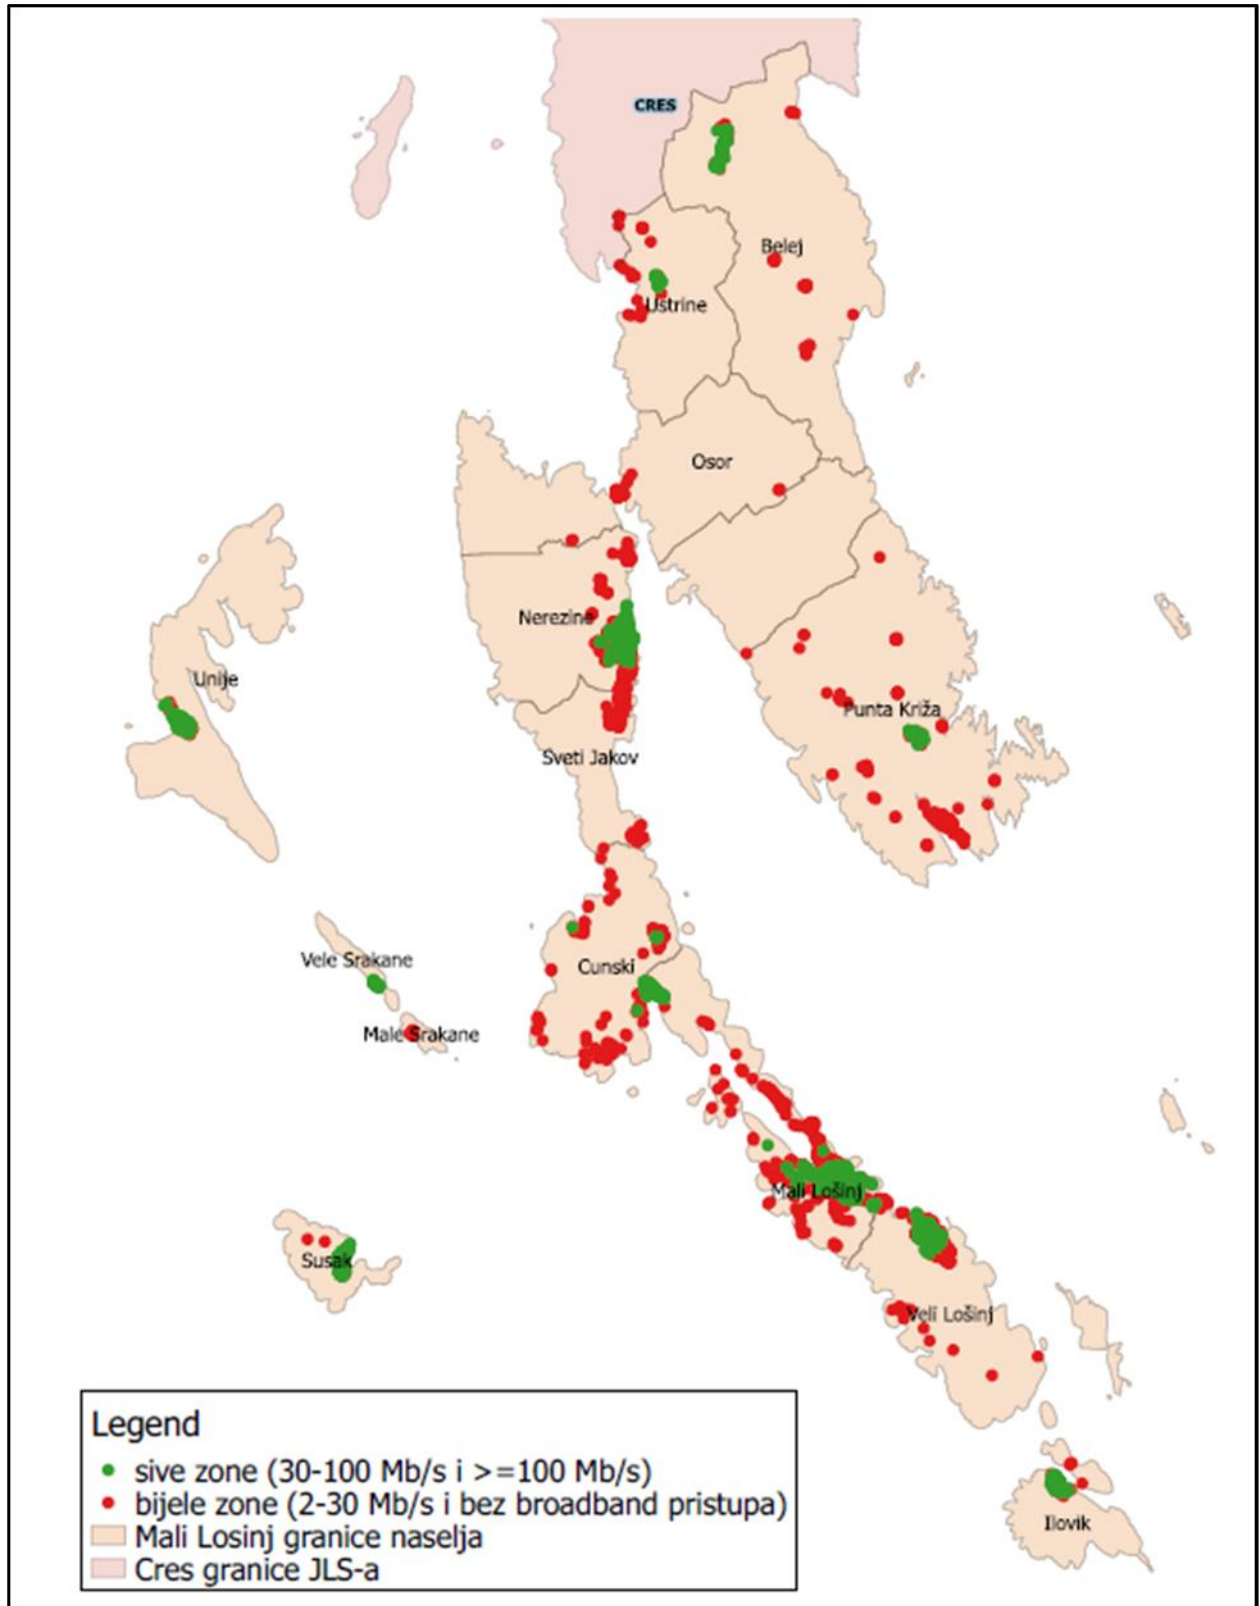 CRES
Belej
Ustrine
Osor
Nerezine
Unije
Punta Križa
Sveti Jakov
Vele Srakane
Cunski
Male Srakane
Mali Lošinj
Susak
Veli Lošinj
Ilovik
Legend
sive zone (30-100 Mb/s i >=100 Mb/s)
bijele zone (2-30 Mb/s i bez broadband pristupa)
Mali Losinj granice naselja
Cres granice JLS-a